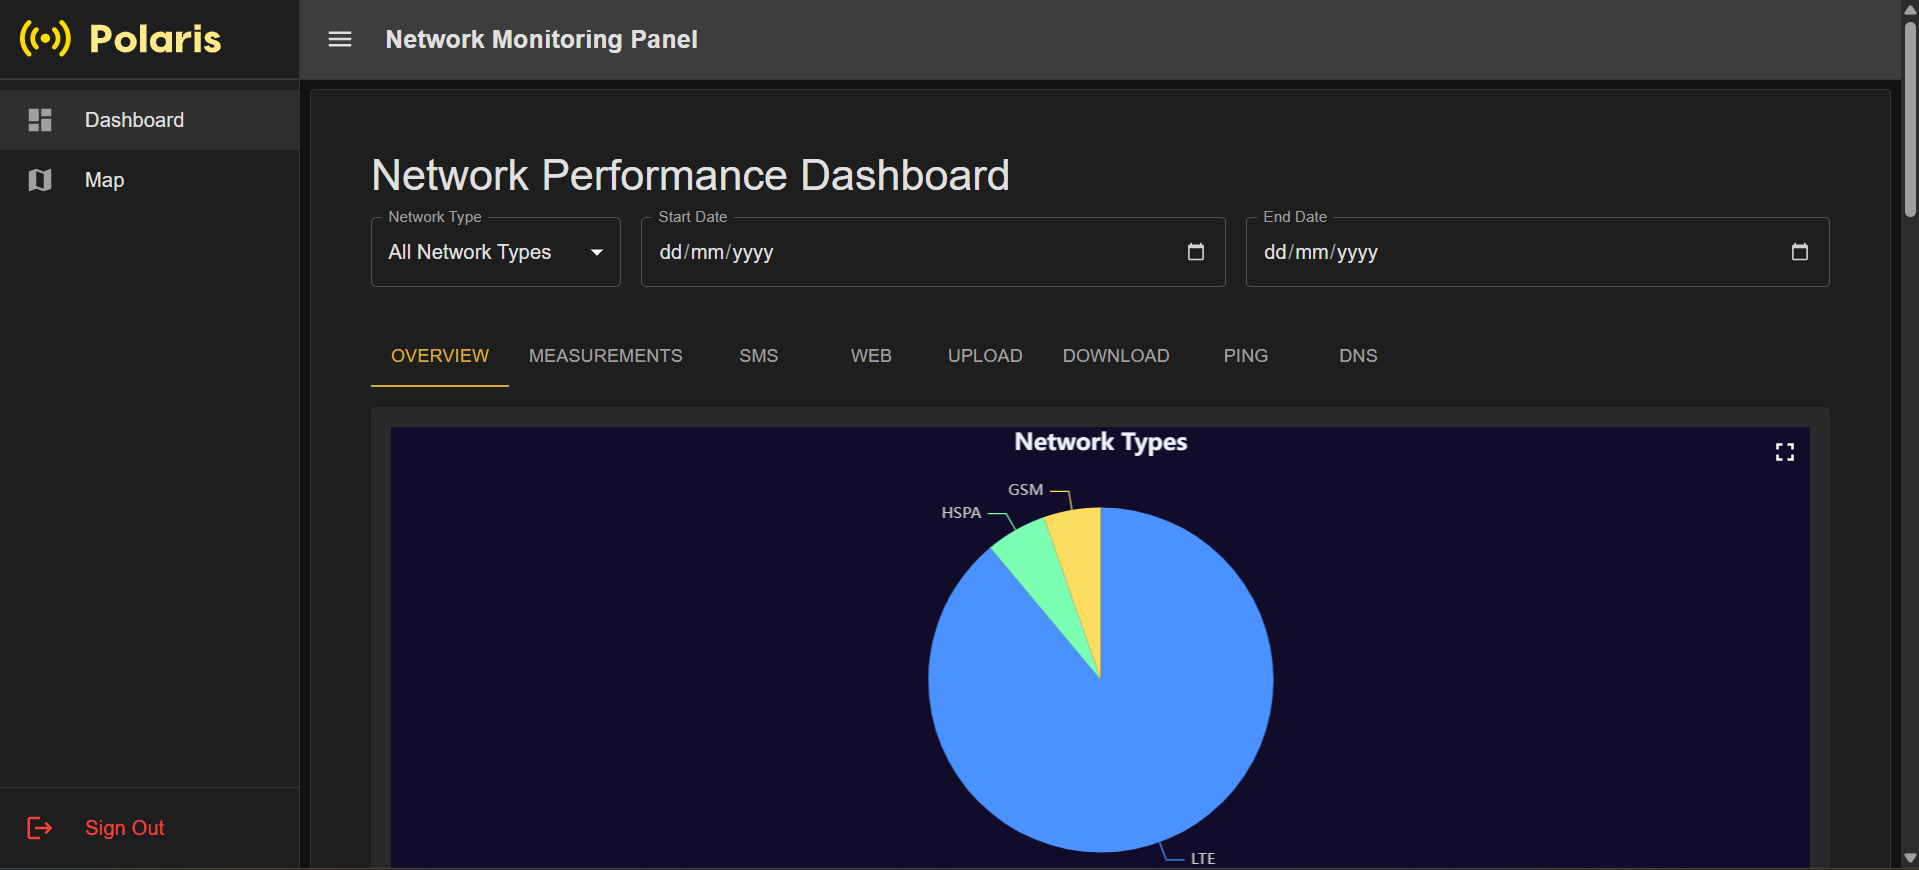 Polaris
Network Monitoring Panel
Dashboard
Map
Network Performance Dashboard
Network Type
Start Date
End Date
All Network Types
dd/mm/yyyy
dd/mm/yyyy
OVERVIEW
MEASUREMENTS
SMS
WEB
UPLOAD
DOWNLOAD
PING
DNS
Network Types
GSM
HSPA
LTE
Sign Out